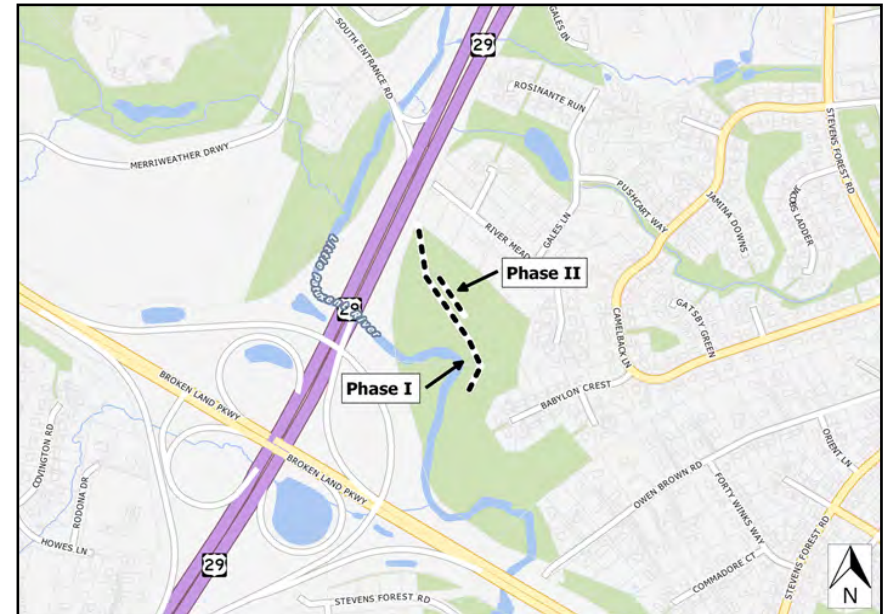 GALES LN
29
SOUTH ENTRANCE RD
ROSINANTE RUN
STEVENS FOREST RD
MERRIWEATHER DRWY
PUSHCART WAY
JAMINA DOWNS
JACOBS LADDER
RIVER MEAD
GALES LN
Little Patuxent River
Phase II
29
GATSBY GREEN
CAMELBACK LN
Phase I
BROKEN LAND PKWY
BABYLON CREST
COVINGTON RD
RODONA DR
BROKEN LAND PKWY
OWEN BROWN RD
ORIENT LN
FORTY WINKS WAY
HOWES LN
29
COMMADORE CT
STEVENS FOREST RD
STEVENS FOREST RD
N